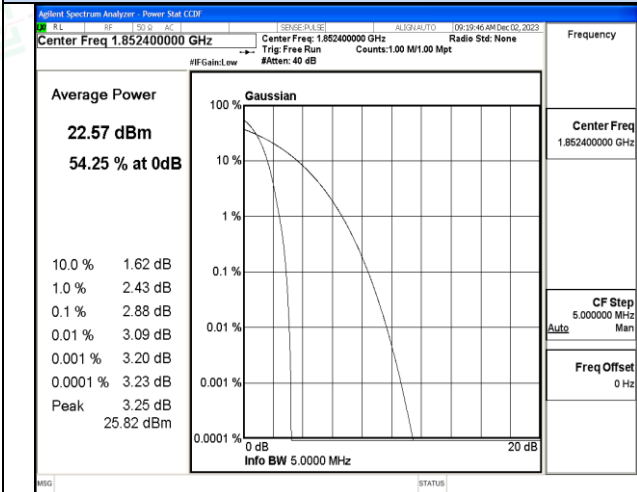 Agilent Spectrum Analyzer - Power Stat CCDF
RL RF 50 Ω AC SENSE:PULSE ALIGNAUTO 09:19:46 AM Dec 02, 2023
Center Freq 1.852400000 GHz
Center Freq: 1.852400000 GHz Radio Std: None
Trig: Free Run Counts:1.00 M/1.00 Mpt
#IFGain:Low #Atten: 40 dB
Frequency
Average Power
22.57 dBm
54.25 % at 0dB
10.0 % 1.62 dB
1.0 % 2.43 dB
0.1 % 2.88 dB
0.01 % 3.09 dB
0.001 % 3.20 dB
0.0001 % 3.23 dB
Peak 3.25 dB
25.82 dBm
Gaussian
100 %
10 %
1 %
0.1 %
0.01 %
0.001 %
0.0001 %
0 dB 20 dB
Info BW 5.0000 MHz
Center Freq
1.852400000 GHz
CF Step
5.000000 MHz
Auto Man
Freq Offset
0 Hz
MSG STATUS